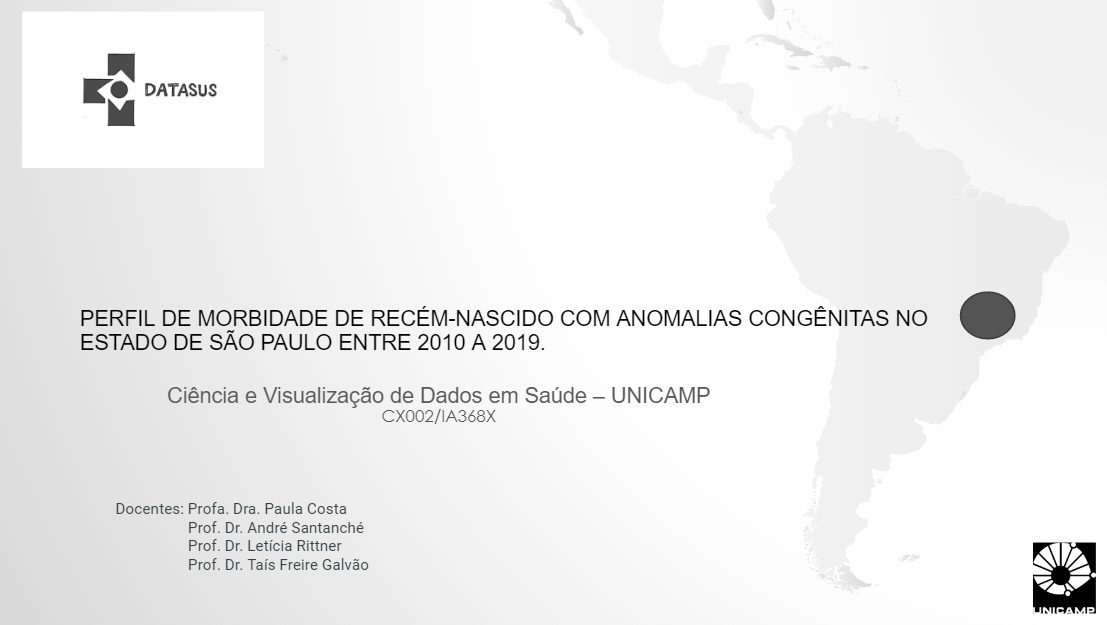 DATASUS
PERFIL DE MORBIDADE DE RECÉM-NASCIDO COM ANOMALIAS CONGÊNITAS NO
ESTADO DE SÃO PAULO ENTRE 2010 A 2019.
Ciência e Visualização de Dados em Saúde – UNICAMP
CX002/IA368X
Docentes: Profa. Dra. Paula Costa
Prof. Dr. André Santanché
Prof. Dr. Letícia Rittner
Prof. Dr. Taís Freire Galvão
UNICAMP